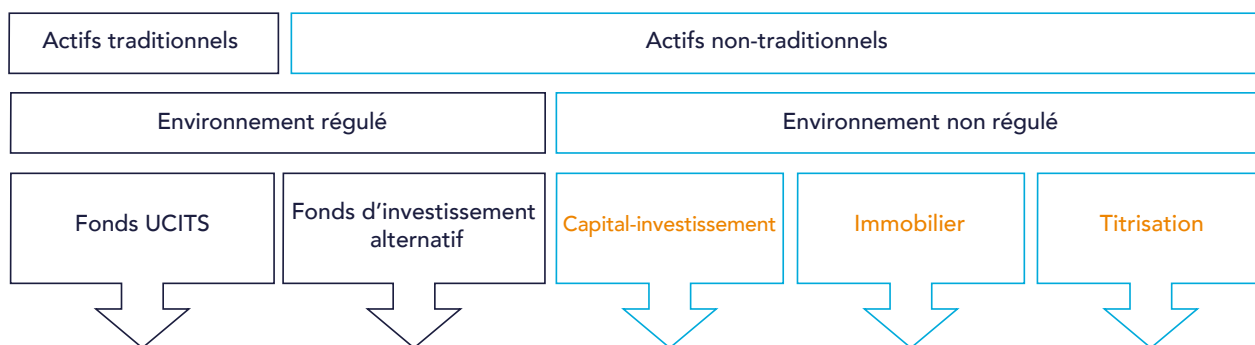 Actifs traditionnels
Actifs non-traditionnels
Environnement régulé
Environnement non régulé
Fonds UCITS
Fonds d’investissement
alternatif
Capital-investissement
Immobilier
Titrisation